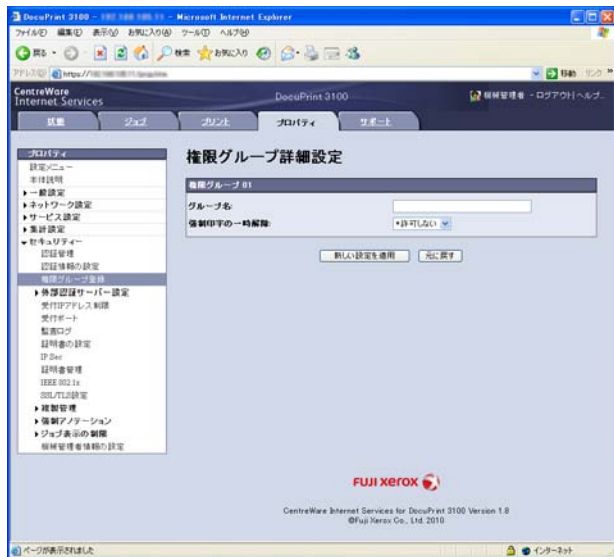 DocuPrint 3100 - - Microsoft Internet Explorer
ファイル(F) 編集(E) 表示(V) お気に入り(A) ツール(T) ヘルプ(H)
戻る 検索 お気に入り
アドレス(D) https:// 移動 リンク
CentreWare
Internet Services
DocuPrint 3100
機械管理者 - ログアウト ヘルプ
状態 ジョブ プリント プロパティ サポート
プロパティ
設定メニュー
本体説明
一般設定
ネットワーク設定
サービス設定
集計設定
セキュリティー
認証管理
認証情報の設定
権限グループ登録
外部認証サーバー設定
受付IPアドレス制限
受付ポート
監査ログ
証明書の設定
IP Sec
証明書管理
IEEE 802.1x
SSL/TLS設定
複製管理
強制アノテーション
ジョブ表示の制限
機械管理者情報の設定
権限グループ詳細設定
権限グループ 01
グループ名:
強制印字の一時解除: *許可しない
新しい設定を適用 元に戻す
FUJI XEROX
CentreWare Internet Services for DocuPrint 3100 Version 1.8
©Fuji Xerox Co., Ltd. 2010
ページが表示されました インターネット